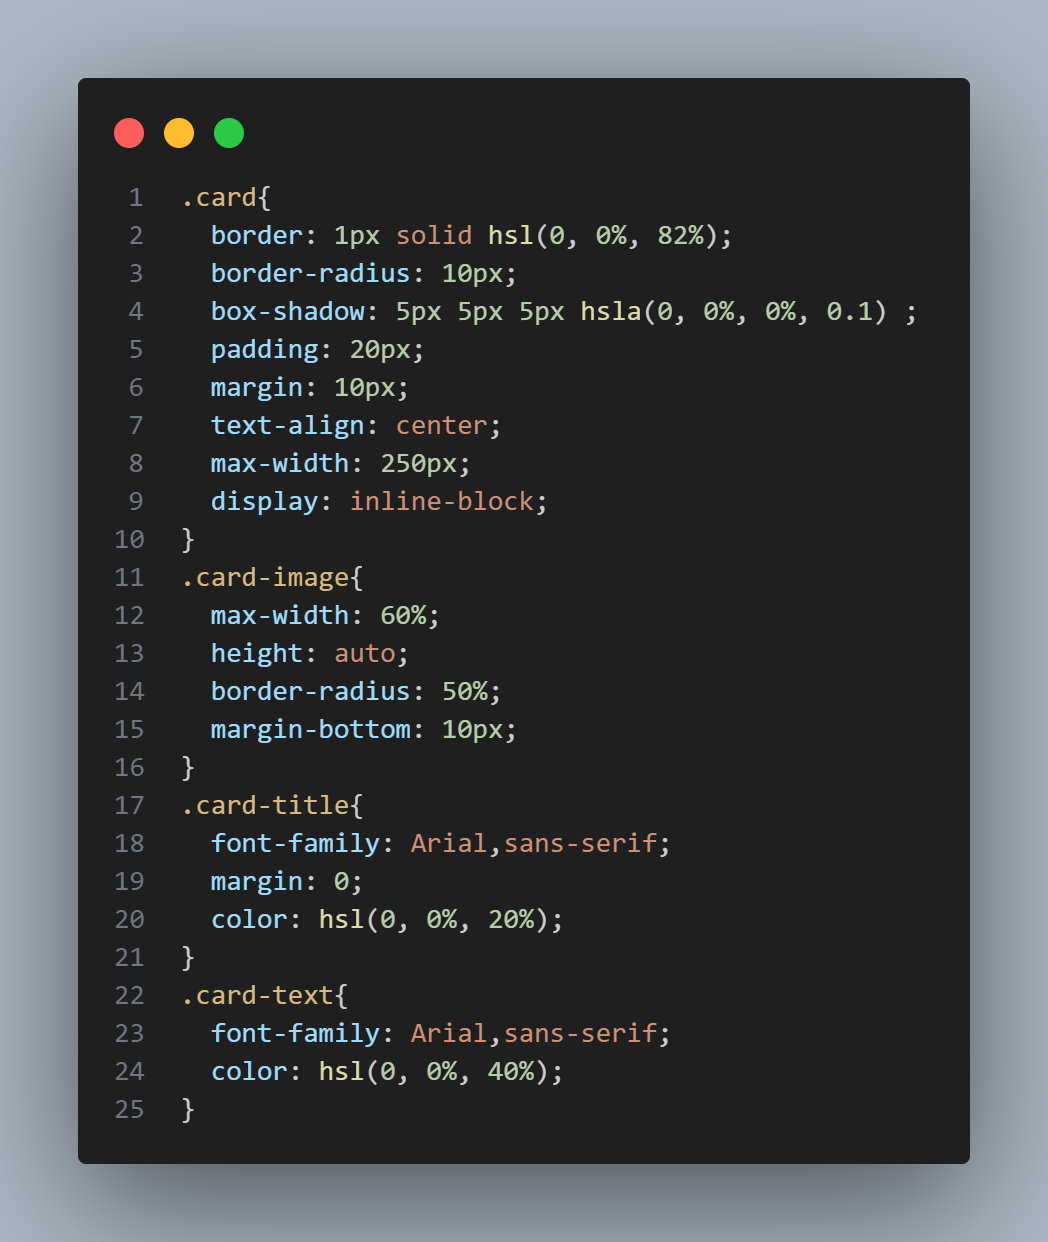 1 .card{
2   border: 1px solid hsl(0, 0%, 82%);
3   border-radius: 10px;
4   box-shadow: 5px 5px 5px hsla(0, 0%, 0%, 0.1) ;
5   padding: 20px;
6   margin: 10px;
7   text-align: center;
8   max-width: 250px;
9   display: inline-block;
10 }
11 .card-image{
12   max-width: 60%;
13   height: auto;
14   border-radius: 50%;
15   margin-bottom: 10px;
16 }
17 .card-title{
18   font-family: Arial,sans-serif;
19   margin: 0;
20   color: hsl(0, 0%, 20%);
21 }
22 .card-text{
23   font-family: Arial,sans-serif;
24   color: hsl(0, 0%, 40%);
25 }